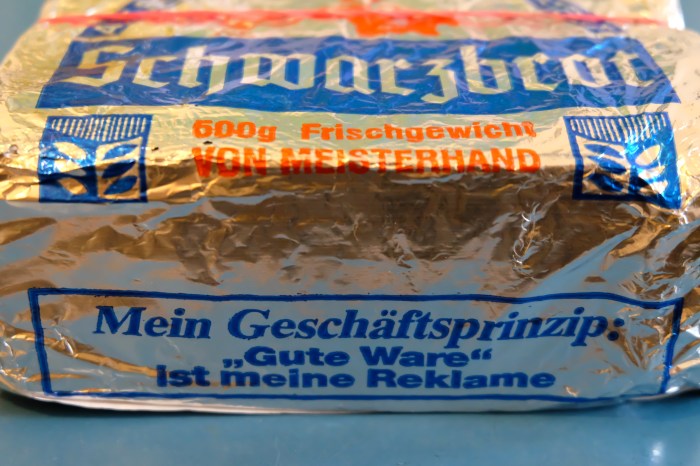 Schwarzbrot
600g Frischgewicht
VON MEISTERHAND
Mein Geschäftsprinzip:
„Gute Ware“
ist meine Reklame